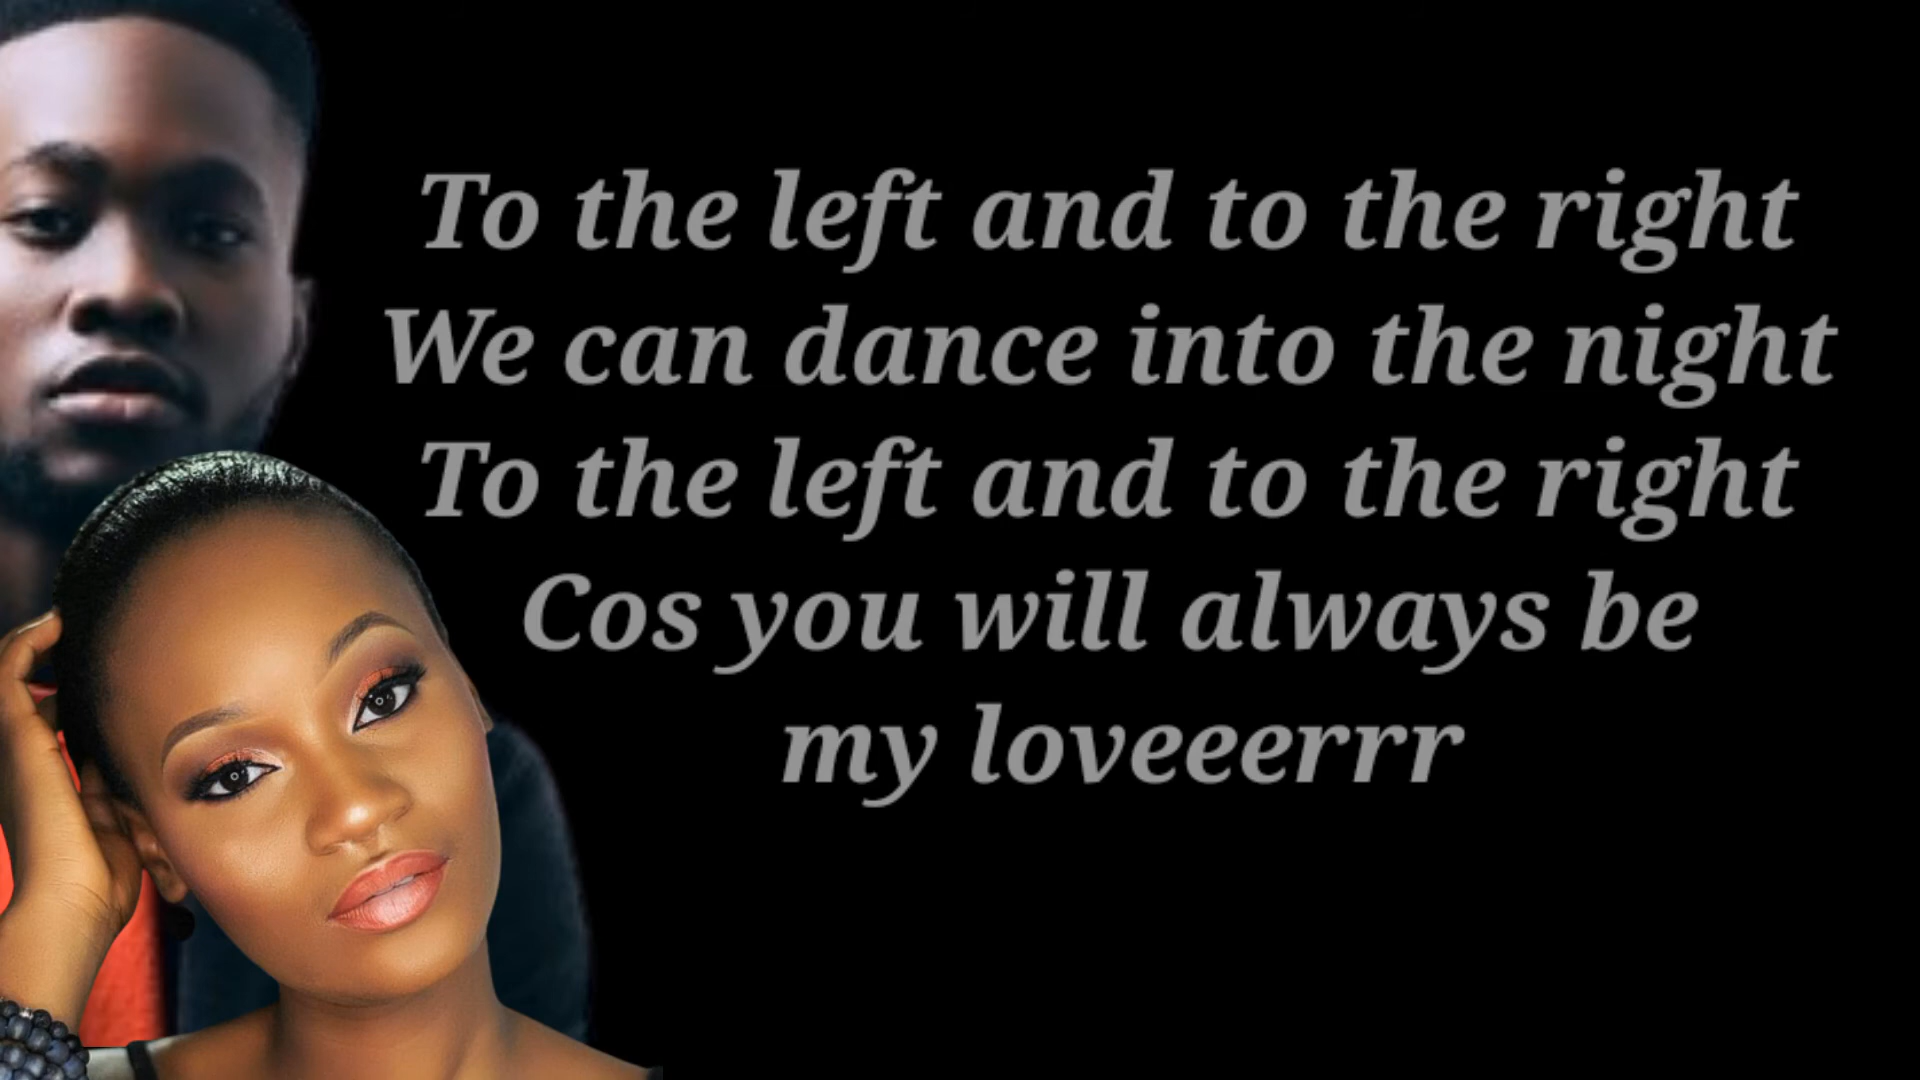 To the left and to the right
We can dance into the night
To the left and to the right
Cos you will always be
my loveeeerrr